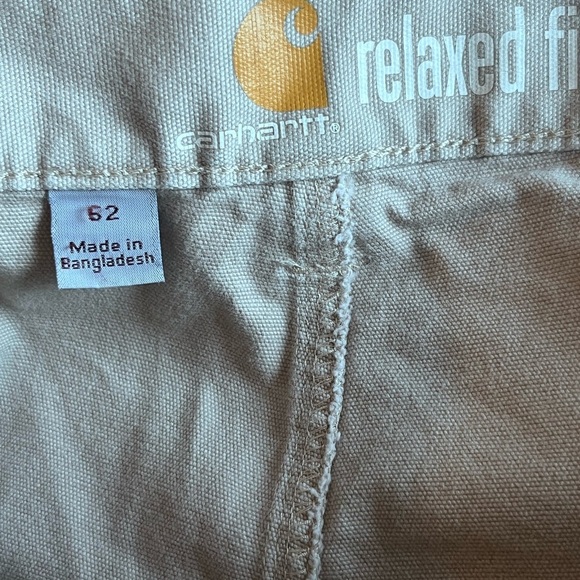 relaxed fi
carhartt®
52
Made in
Bangladesh